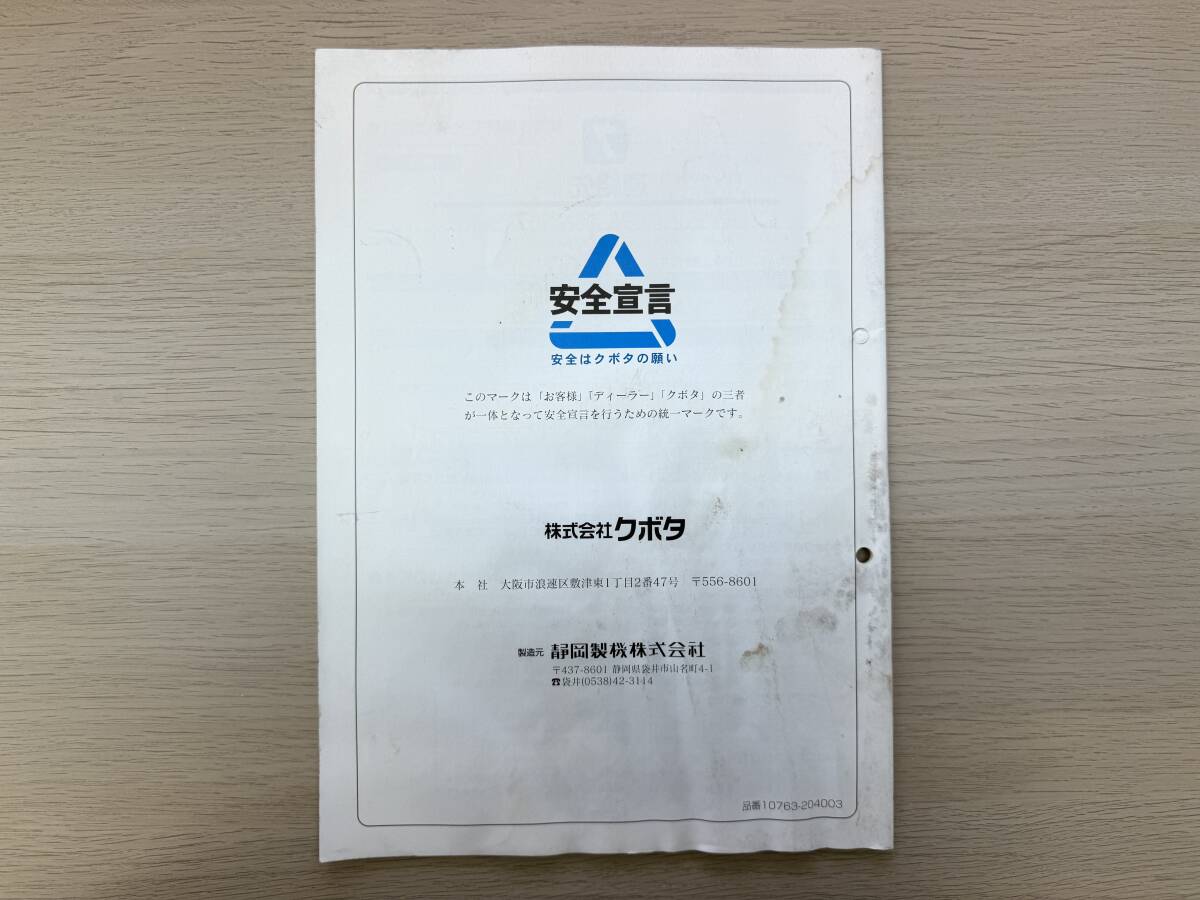 安全宣言
安全はクボタの願い
このマークは「お客様」「ディーラー」「クボタ」の三者
が一体となって安全宣言を行うための統一マークです。
株式会社クボタ
本　社　大阪市浪速区敷津東1丁目2番47号　〒556-8601
製造元 静岡製機株式会社
〒437-8601 静岡県袋井市山名町4-1
☎袋井(0538)42-3114
品番10763-204003